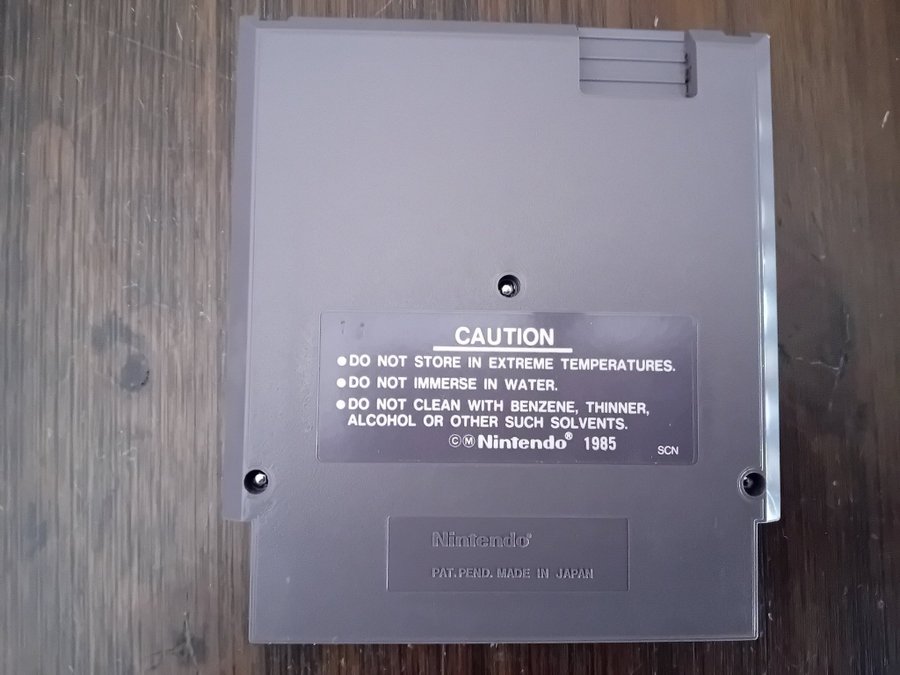 CAUTION
●DO NOT STORE IN EXTREME TEMPERATURES.
●DO NOT IMMERSE IN WATER.
●DO NOT CLEAN WITH BENZENE, THINNER,
ALCOHOL OR OTHER SUCH SOLVENTS.
©Ⓜ Nintendo® 1985
SCN
Nintendo®
PAT. PEND. MADE IN JAPAN